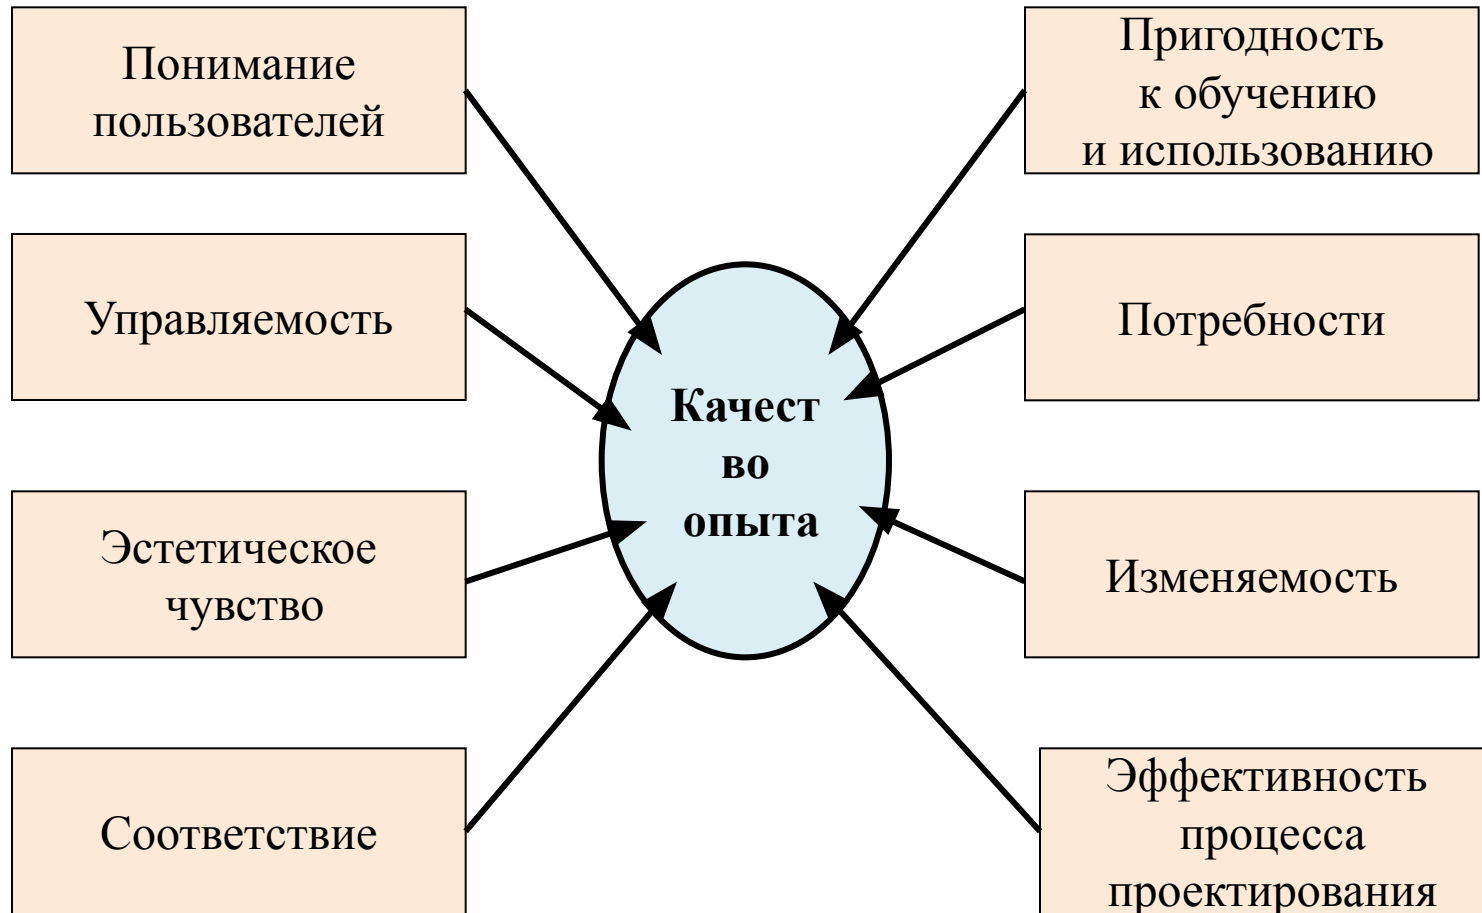 Понимание
пользователей
Пригодность
к обучению
и использованию
Управляемость
Потребности
Качест
во
опыта
Эстетическое
чувство
Изменяемость
Соответствие
Эффективность
процесса
проектирования